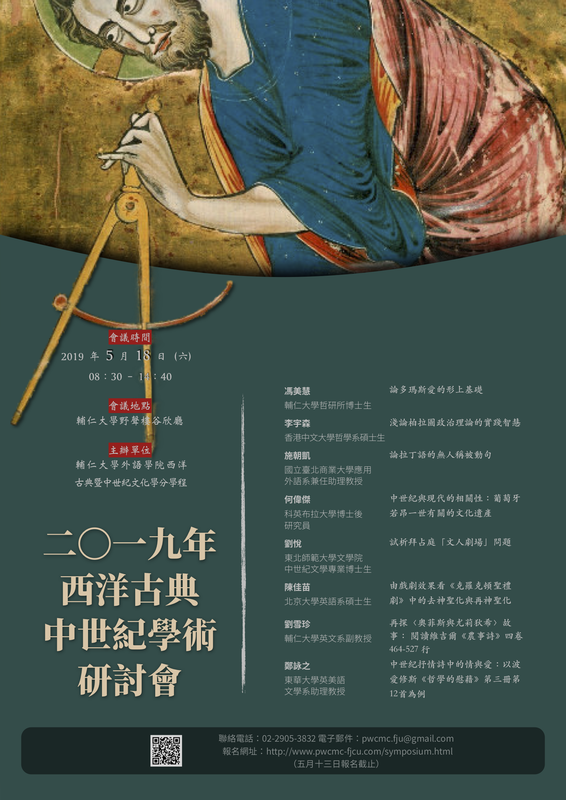 會議時間
2019 年 5 月 18 日 (六)
08：30 –
：40
會議地點
輔仁大學野聲樓谷欣廳
主辦單位
輔仁大學外語學院西洋
古典暨中世紀文化學分學程
二〇一九年
西洋古典
中世紀學術
研討會
馮美慧
輔仁大學哲研所博士生
論多瑪斯愛的形上基礎
李宇森
香港中文大學哲學系碩士生
淺論柏拉圖政治理論的實踐智慧
施朝凱
國立臺北商業大學應用
外語系兼任助理教授
論拉丁語的無人稱被動句
何偉傑
科英布拉大學博士後
研究員
中世紀與現代的相關性：葡萄牙
若昂一世有關的文化遺產
劉悅
東北師範大學文學院
中世紀文學專業博士生
試析拜占庭「文人劇場」問題
陳佳苗
北京大學英語系碩士生
由戲劇效果看《克羅克頓聖禮
劇》中的去神聖化與再神聖化
劉雪珍
輔仁大學英文系副教授
再探〈奧菲斯與尤莉狄希〉故
事： 閱讀維吉爾《農事詩》四卷
464-527 行
鄭詠之
東華大學英美語
文學系助理教授
中世紀抒情詩中的情與愛：以波
愛修斯《哲學的慰藉》第三冊第
12首為例
聯絡電話：02-2905-3832 電子郵件：pwcmc.fju@gmail.com
報名網址：http://www.pwcmc-fjcu.com/symposium.html
（五月十三日報名截止）